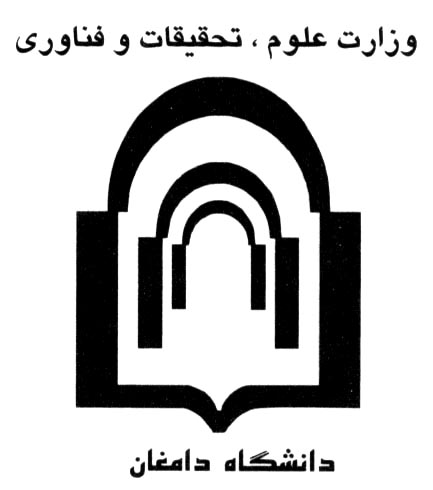 وزارت علوم ، تحقیقات و فناوری
دانشگاه دامغان